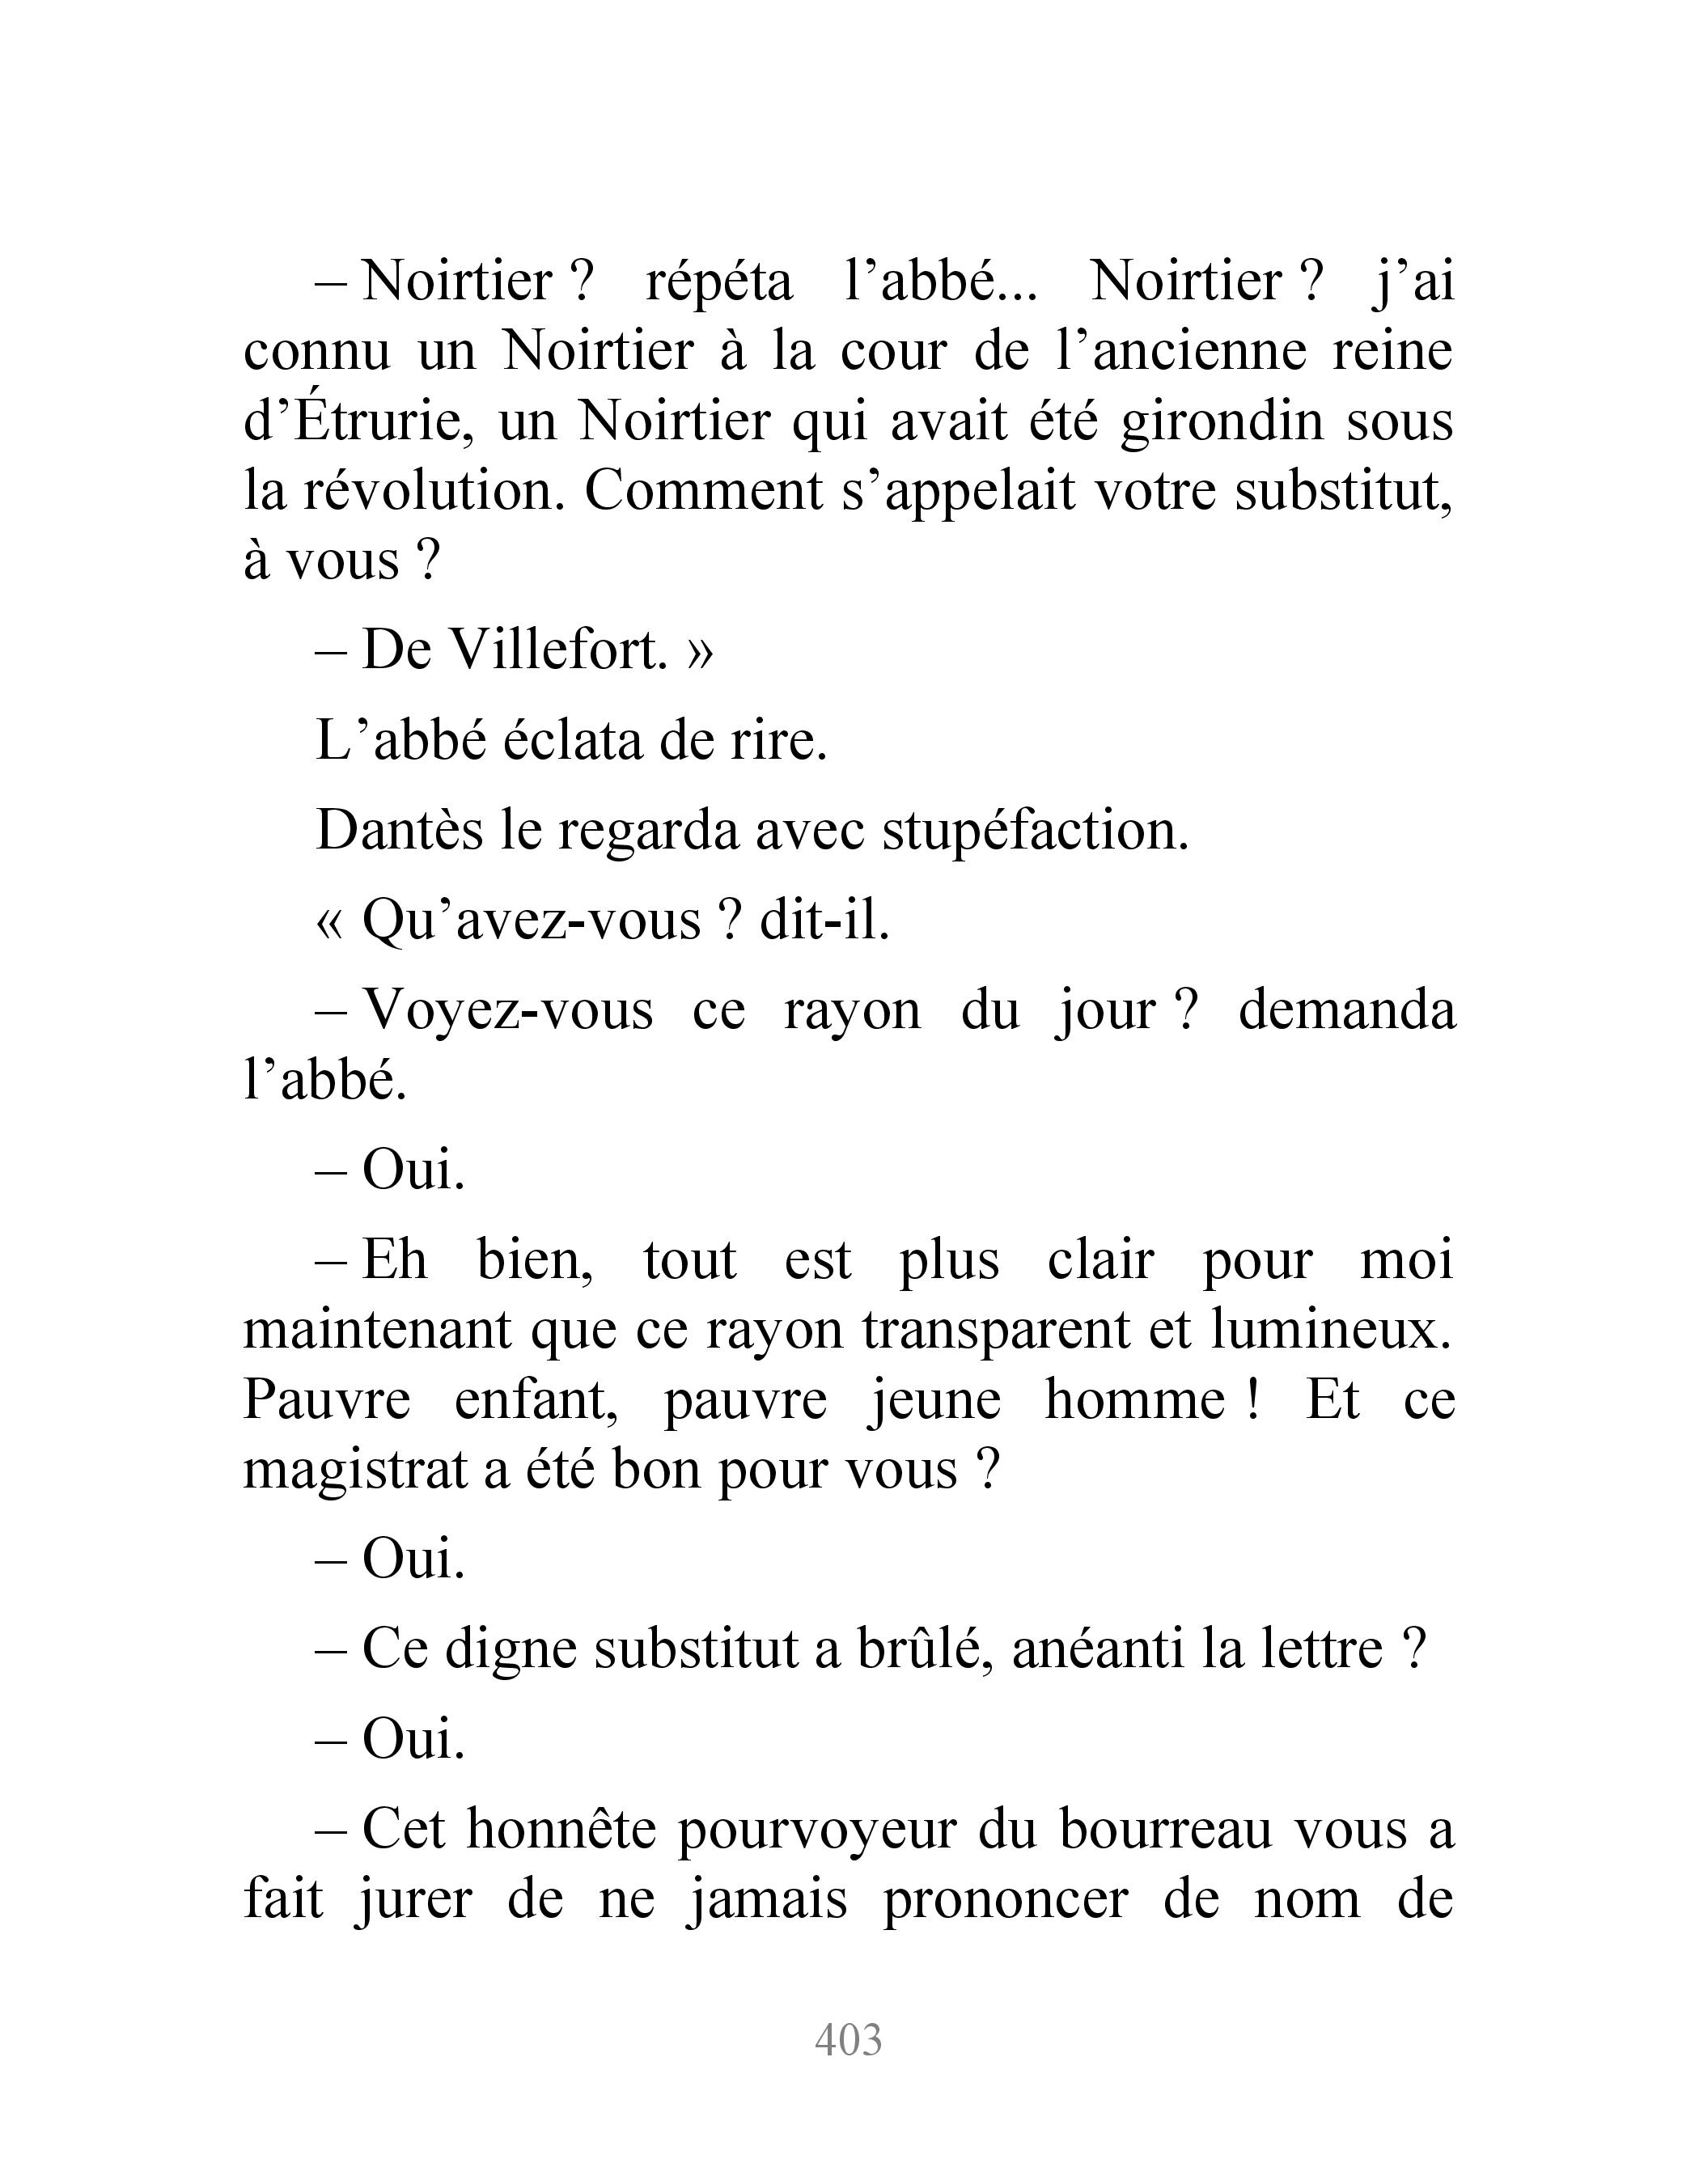 – Noirtier ? répéta l’abbé... Noirtier ? j’ai
connu un Noirtier à la cour de l’ancienne reine
d’Étrurie, un Noirtier qui avait été girondin sous
la révolution. Comment s’appelait votre substitut,
à vous ?
– De Villefort. »
L’abbé éclata de rire.
Dantès le regarda avec stupéfaction.
« Qu’avez-vous ? dit-il.
– Voyez-vous ce rayon du jour ? demanda
l’abbé.
– Oui.
– Eh bien, tout est plus clair pour moi
maintenant que ce rayon transparent et lumineux.
Pauvre enfant, pauvre jeune homme ! Et ce
magistrat a été bon pour vous ?
– Oui.
– Ce digne substitut a brûlé, anéanti la lettre ?
– Oui.
– Cet honnête pourvoyeur du bourreau vous a
fait jurer de ne jamais prononcer de nom de
403